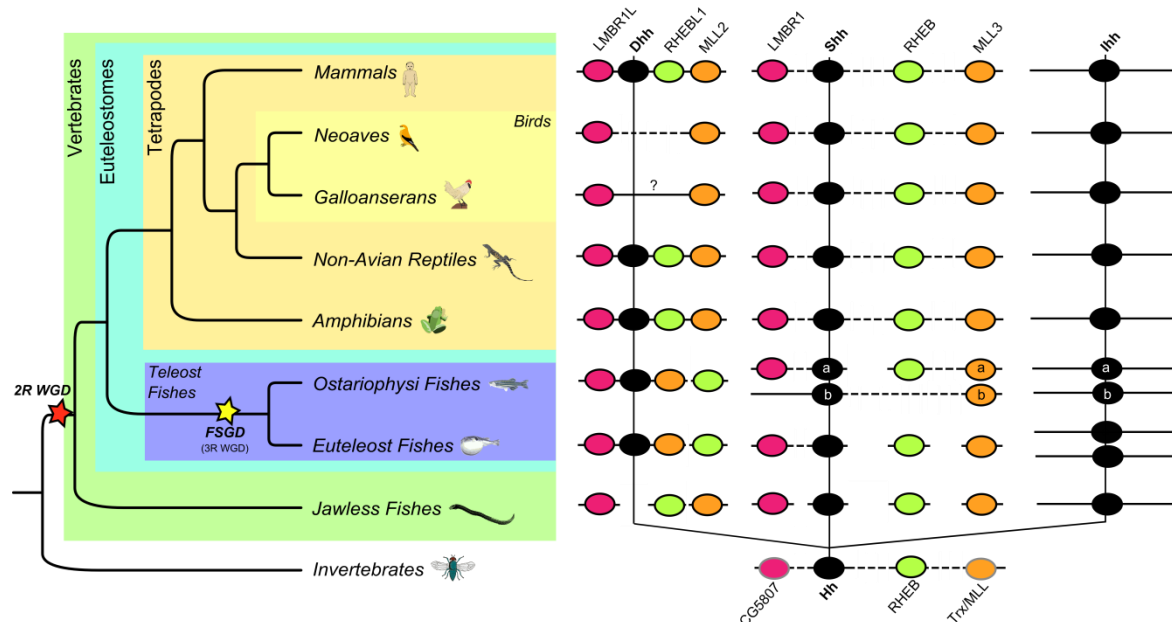 LMBR1L
Dhh
RHEBL1
MLL2
LMBR1
Shh
RHEB
MLL3
Ihh
Vertebrates
Euteleostomes
Tetrapodes
Mammals
Birds
Neoaves
Galloanserans
?
Non-Avian Reptiles
Amphibians
Teleost
Fishes
2R WGD
FSGD
(3R WGD)
Ostariophysi Fishes
a
a
a
b
b
b
Euteleost Fishes
Jawless Fishes
Invertebrates
CG5807
Hh
RHEB
Trx/MLL